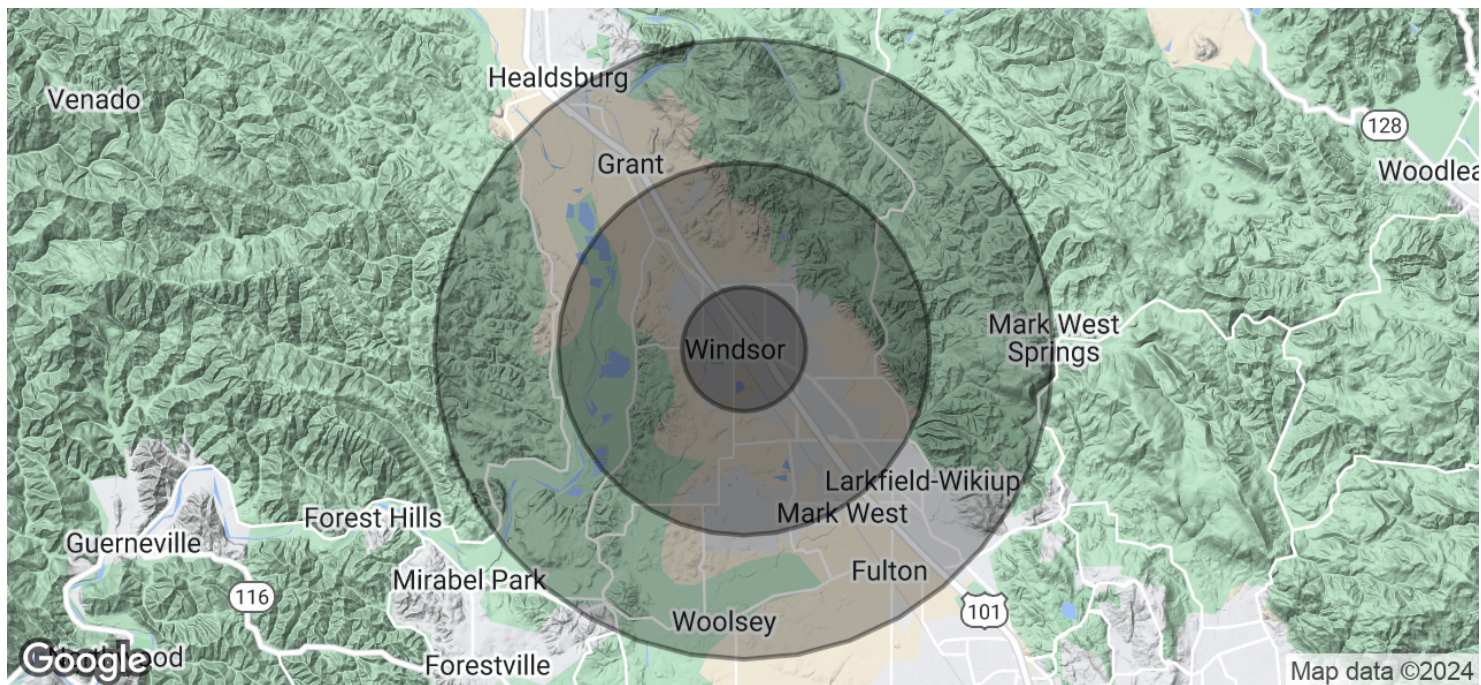 Healdsburg
Venado
128
Grant
Woodlea
Mark West
Springs
Windsor
Larkfield-Wikiup
Mark West
Forest Hills
Guerneville
Fulton
Mirabel Park
116
101
Woolsey
Forestville
Google
Map data ©2024